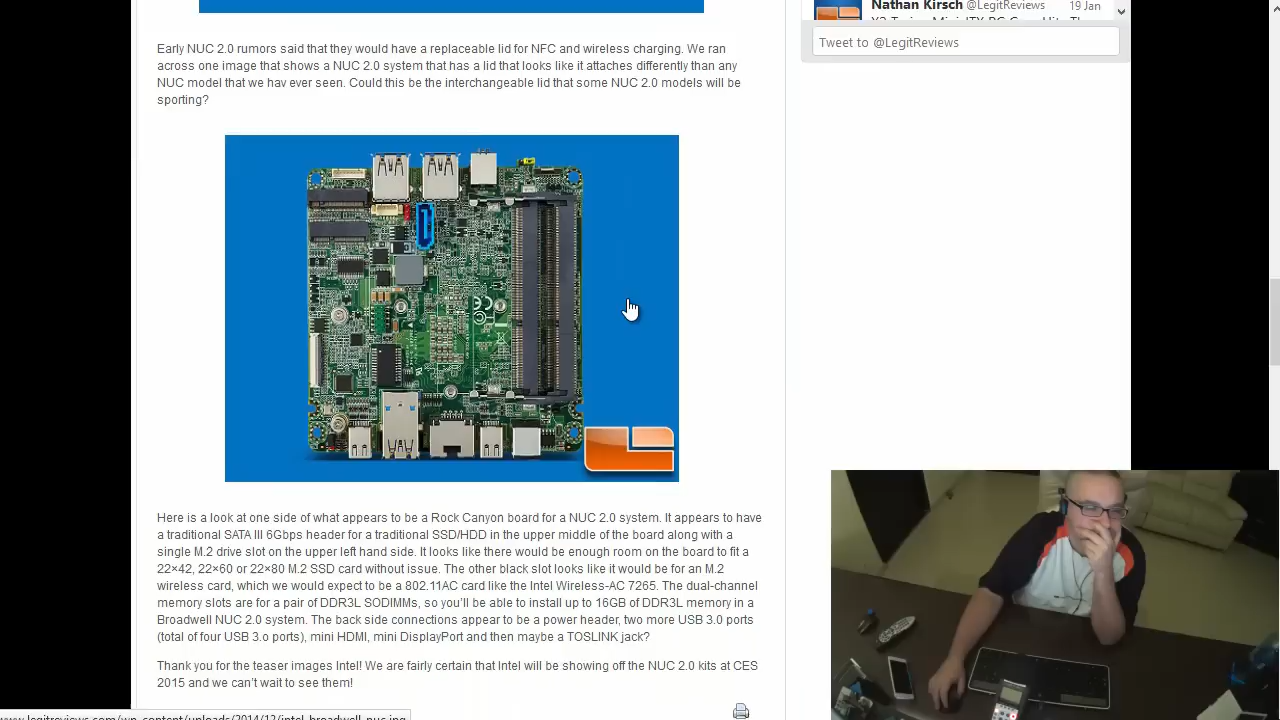 Nathan Kirsch @LegitReviews 19 Jan
Tweet to @LegitReviews
Early NUC 2.0 rumors said that they would have a replaceable lid for NFC and wireless charging. We ran
across one image that shows a NUC 2.0 system that has a lid that looks like it attaches differently than any
NUC model that we hav ever seen. Could this be the interchangeable lid that some NUC 2.0 models will be
sporting?
Here is a look at one side of what appears to be a Rock Canyon board for a NUC 2.0 system. It appears to have
a traditional SATA III 6Gbps header for a traditional SSD/HDD in the upper middle of the board along with a
single M.2 drive slot on the upper left hand side. It looks like there would be enough room on the board to fit a
22×42, 22×60 or 22×80 M.2 SSD card without issue. The other black slot looks like it would be for an M.2
wireless card, which we would expect to be a 802.11AC card like the Intel Wireless-AC 7265. The dual-channel
memory slots are for a pair of DDR3L SODIMMs, so you'll be able to install up to 16GB of DDR3L memory in a
Broadwell NUC 2.0 system. The back side connections appear to be a power header, two more USB 3.0 ports
(total of four USB 3.o ports), mini HDMI, mini DisplayPort and then maybe a TOSLINK jack?
Thank you for the teaser images Intel! We are fairly certain that Intel will be showing off the NUC 2.0 kits at CES
2015 and we can't wait to see them!
www.legitreviews.com/wp-content/uploads/2014/12/intel-broadwell-nuc.jpg